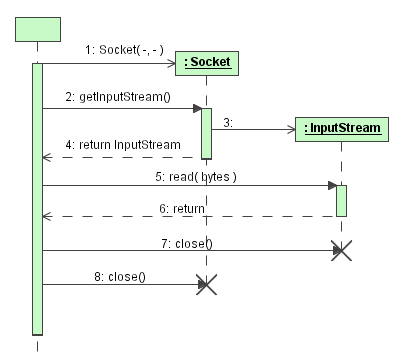 1: Socket( -, - )
: Socket
2: getInputStream()
3:
: InputStream
4: return InputStream
5: read( bytes )
6: return
7: close()
8: close()